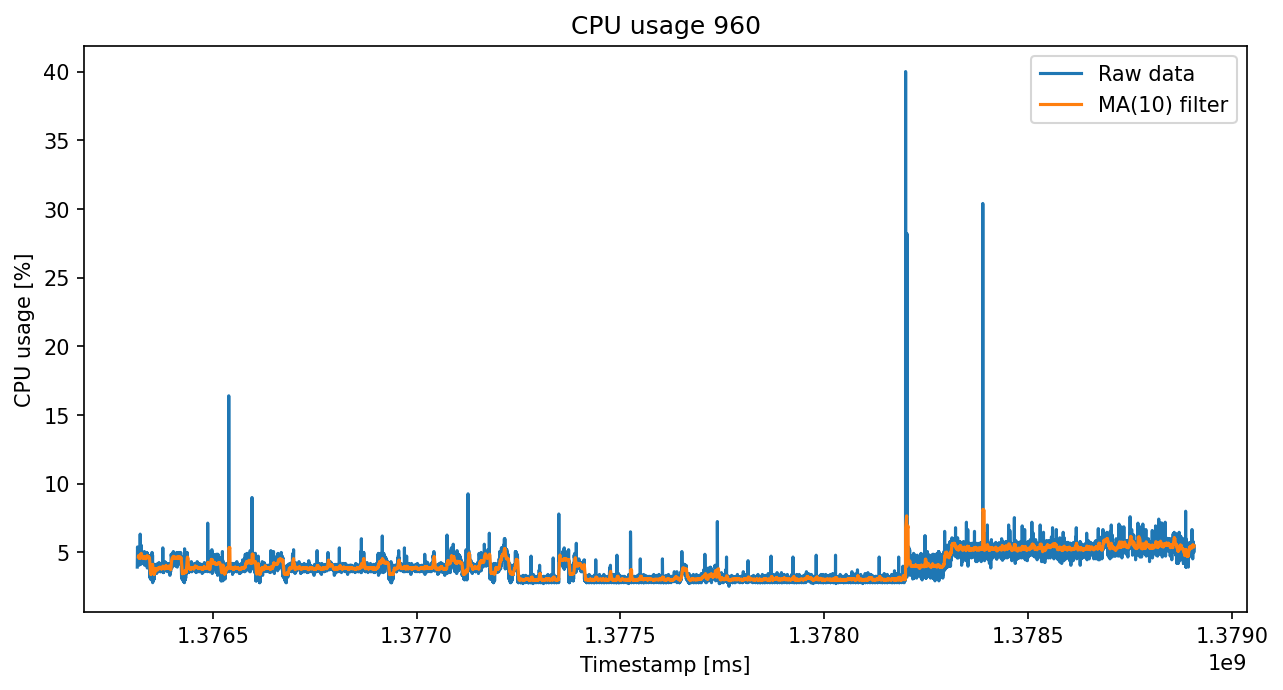 CPU usage 960
Raw data
MA(10) filter
CPU usage [%]
40
35
30
25
20
15
10
5
1.3765
1.3770
1.3775
1.3780
1.3785
1.3790
1e9
Timestamp [ms]